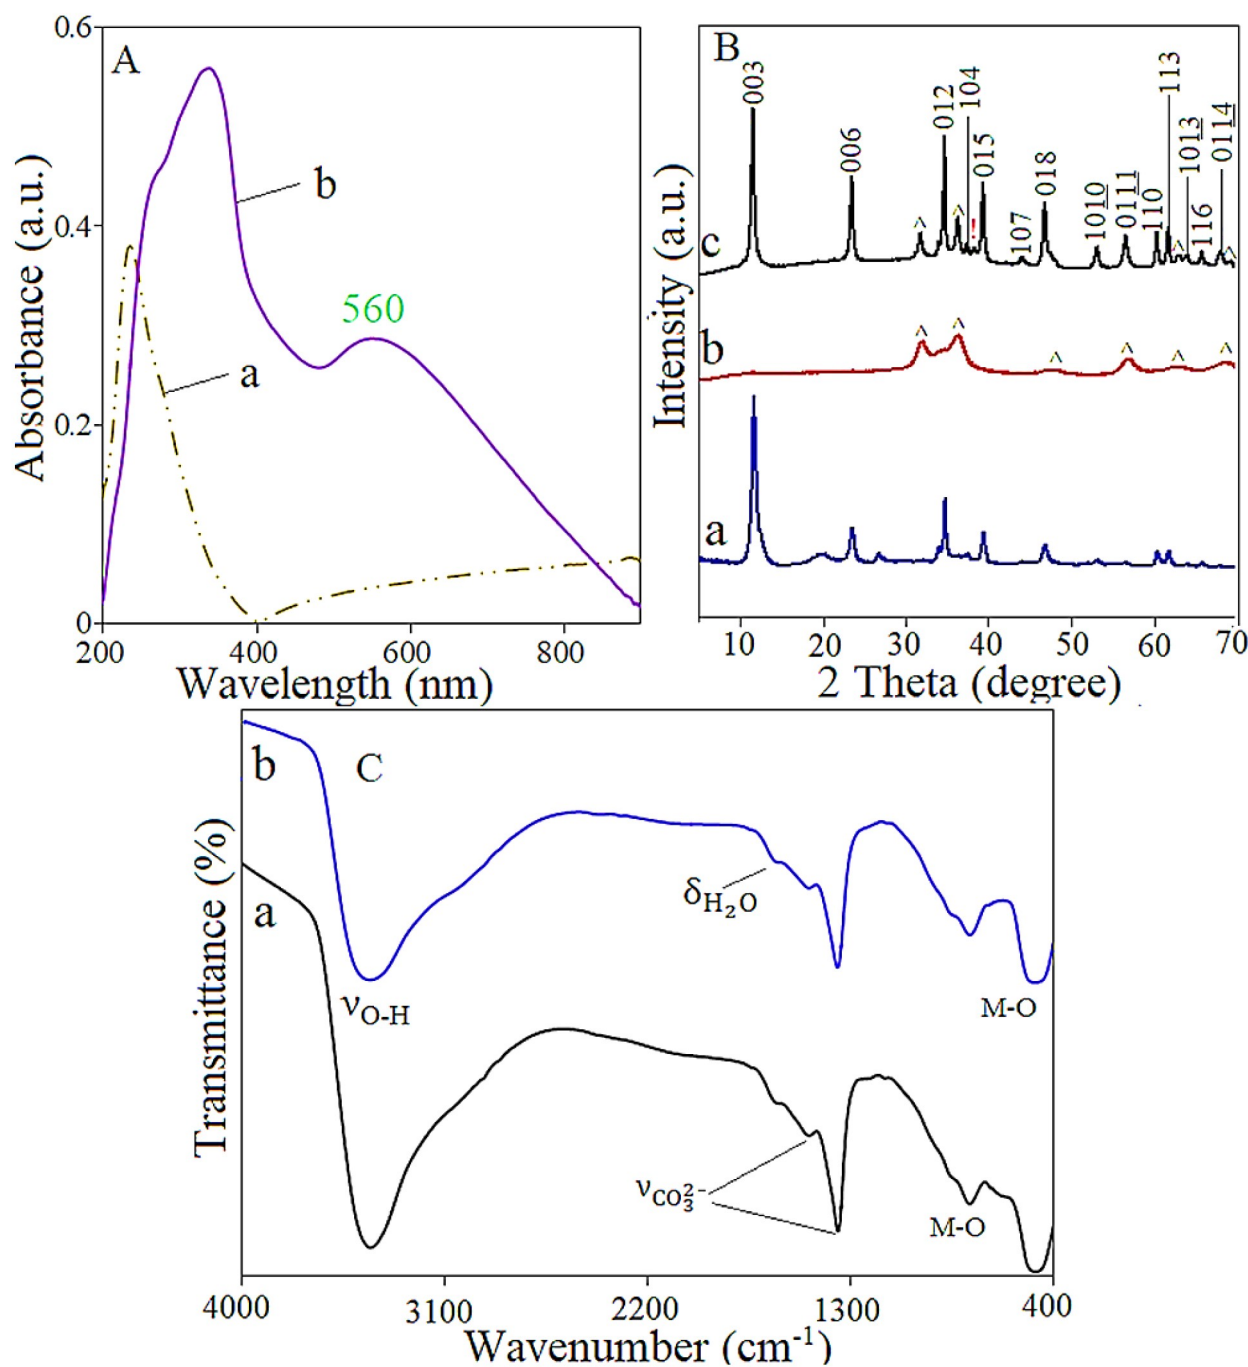 A
0.6
0.4
0.2
0
Absorbance (a.u.)
b
a
560
200 400 600 800
Wavelength (nm)
B
003
006
012
104
015
107
018
1010
0111
110
113
1013
116
0114
^ ^ ! ^ ^
c
^ ^ ^ ^ ^ ^
b
a
Intensity (a.u.)
10 20 30 40 50 60 70
2 Theta (degree)
C
b
a
δH₂O
νO-H
M-O
νCO₃²⁻
M-O
Transmittance (%)
4000 3100 2200 1300 400
Wavenumber (cm⁻¹)